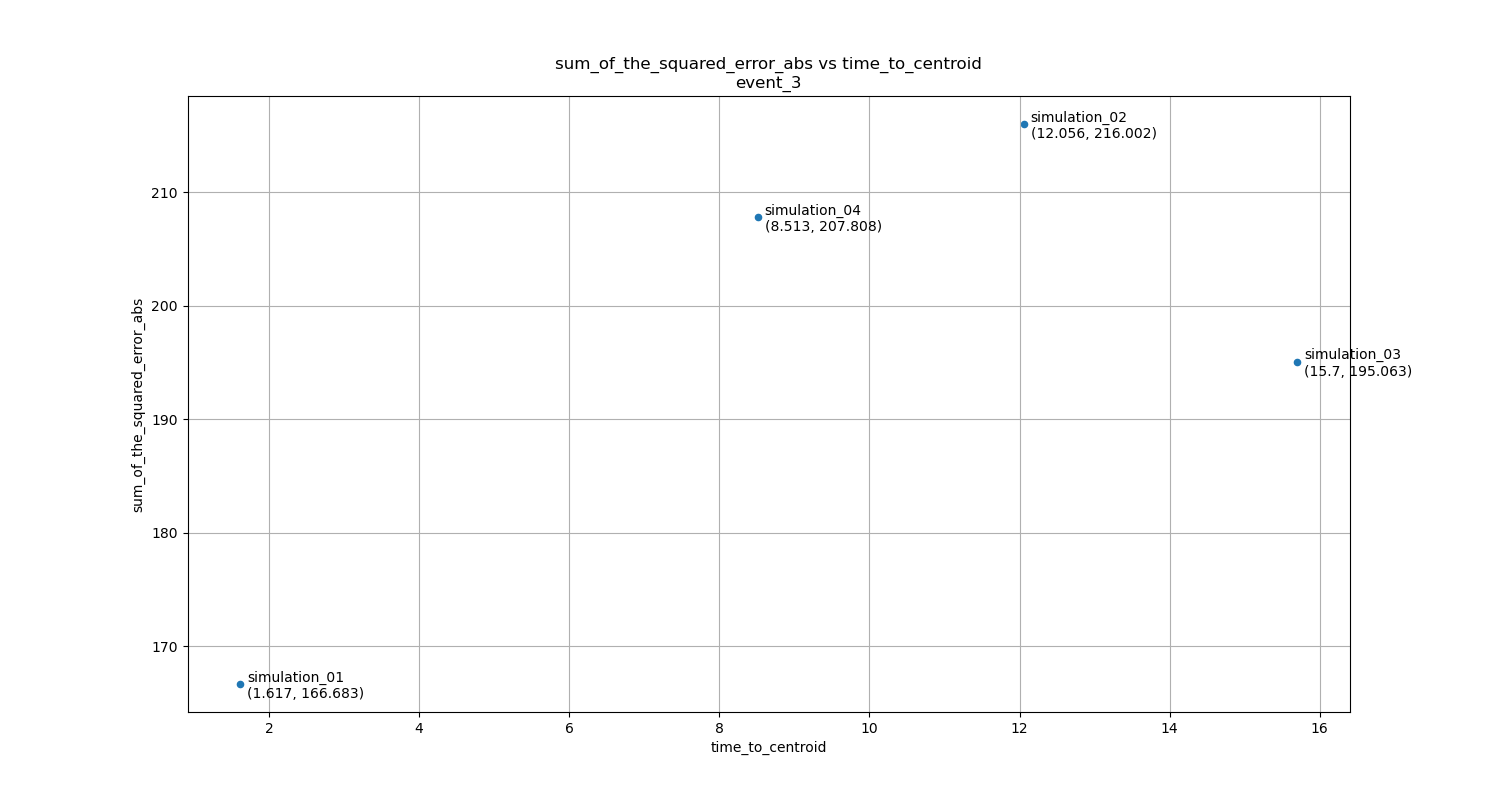 sum_of_the_squared_error_abs vs time_to_centroid
event_3
simulation_02
(12.056, 216.002)
210
simulation_04
(8.513, 207.808)
200
simulation_03
(15.7, 195.063)
190
180
170
simulation_01
(1.617, 166.683)
sum_of_the_squared_error_abs
2 4 6 8 10 12 14 16
time_to_centroid